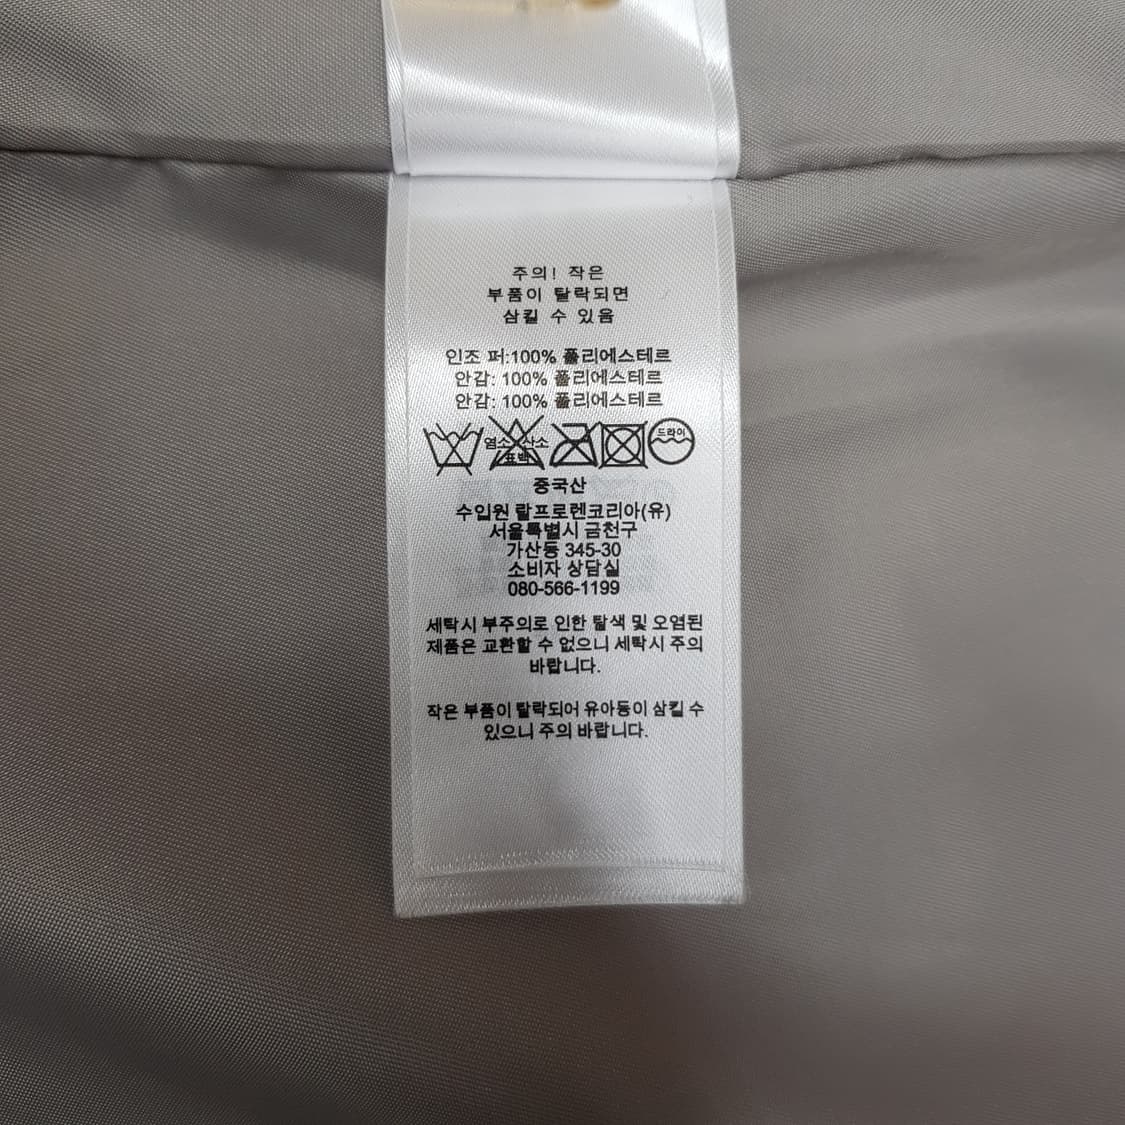 주의! 작은
부품이 탈락되면
삼킬 수 있음
인조 퍼:100% 폴리에스테르
안감: 100% 폴리에스테르
안감: 100% 폴리에스테르
염소 산소
표백
드라이
중국산
수입원 랄프로렌코리아(유)
서울특별시 금천구
가산동 345-30
소비자 상담실
080-566-1199
세탁시 부주의로 인한 탈색 및 오염된
제품은 교환할 수 없으니 세탁시 주의
바랍니다.
작은 부품이 탈락되어 유아동이 삼킬 수
있으니 주의 바랍니다.